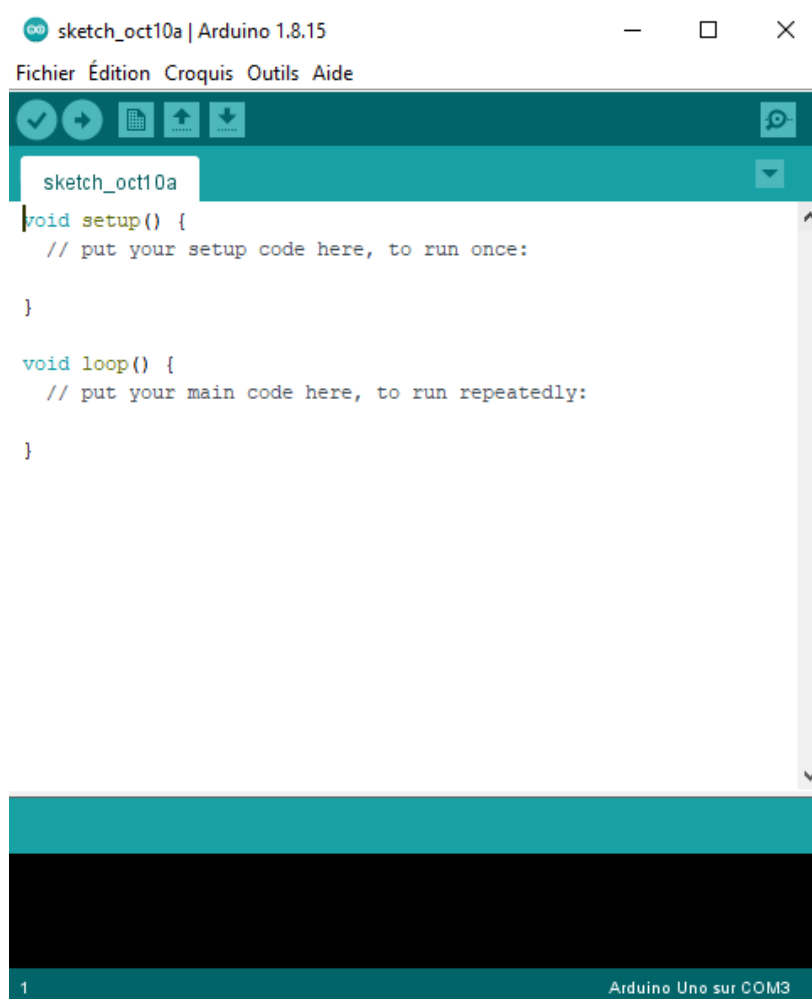 sketch_oct10a | Arduino 1.8.15
Fichier Édition Croquis Outils Aide
sketch_oct10a
void setup() {
// put your setup code here, to run once:
}
void loop() {
// put your main code here, to run repeatedly:
}
1 Arduino Uno sur COM3